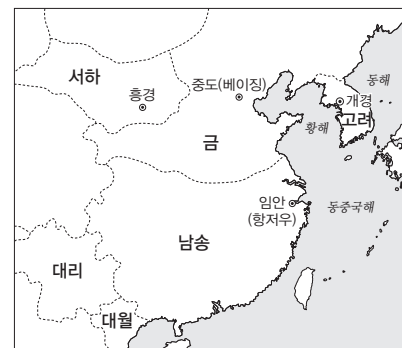 서하
흥경
중도(베이징)
동해
개경
고려
황해
금
임안
(항저우)
동중국해
남송
대리
대월